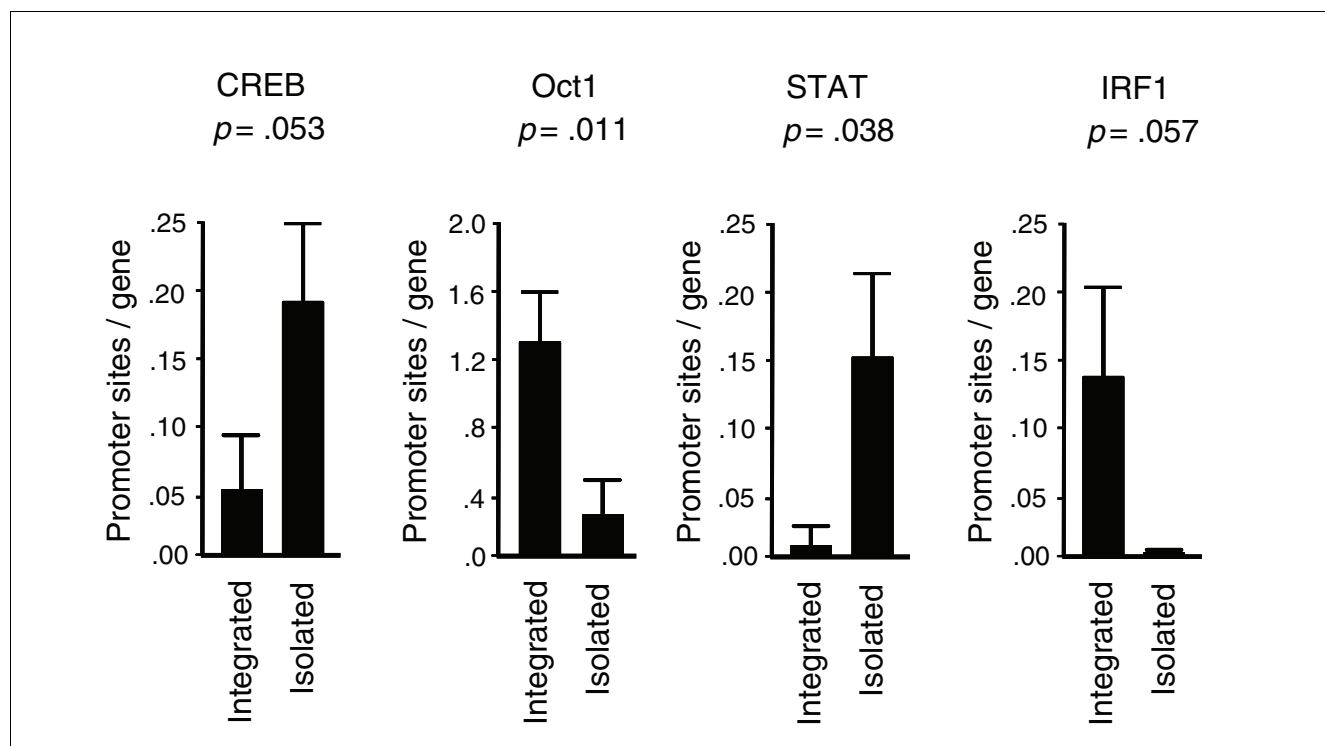 CREB
p= .053
.25
.20
.15
.10
.05
.00
Promoter sites / gene
Integrated
Isolated
Oct1
p= .011
2.0
1.6
1.2
.8
.4
.0
Promoter sites / gene
Integrated
Isolated
STAT
p= .038
.25
.20
.15
.10
.05
.00
Promoter sites / gene
Integrated
Isolated
IRF1
p= .057
.25
.20
.15
.10
.05
.00
Promoter sites / gene
Integrated
Isolated